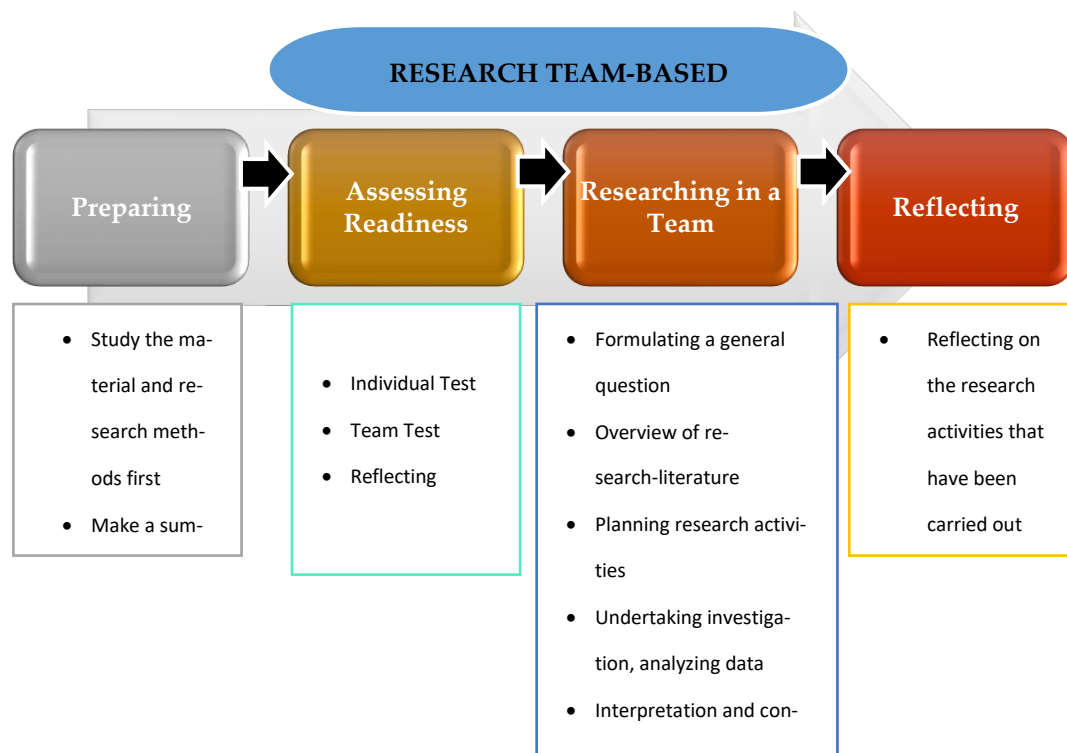 RESEARCH TEAM-BASED
Preparing
Assessing
Readiness
Researching in a
Team
Reflecting
• Study the ma-
terial and re-
search meth-
ods first
• Make a sum-
• Individual Test
• Team Test
• Reflecting
• Formulating a general
question
• Overview of re-
search-literature
• Planning research activi-
ties
• Undertaking investiga-
tion, analyzing data
• Interpretation and con-
• Reflecting on
the research
activities that
have been
carried out